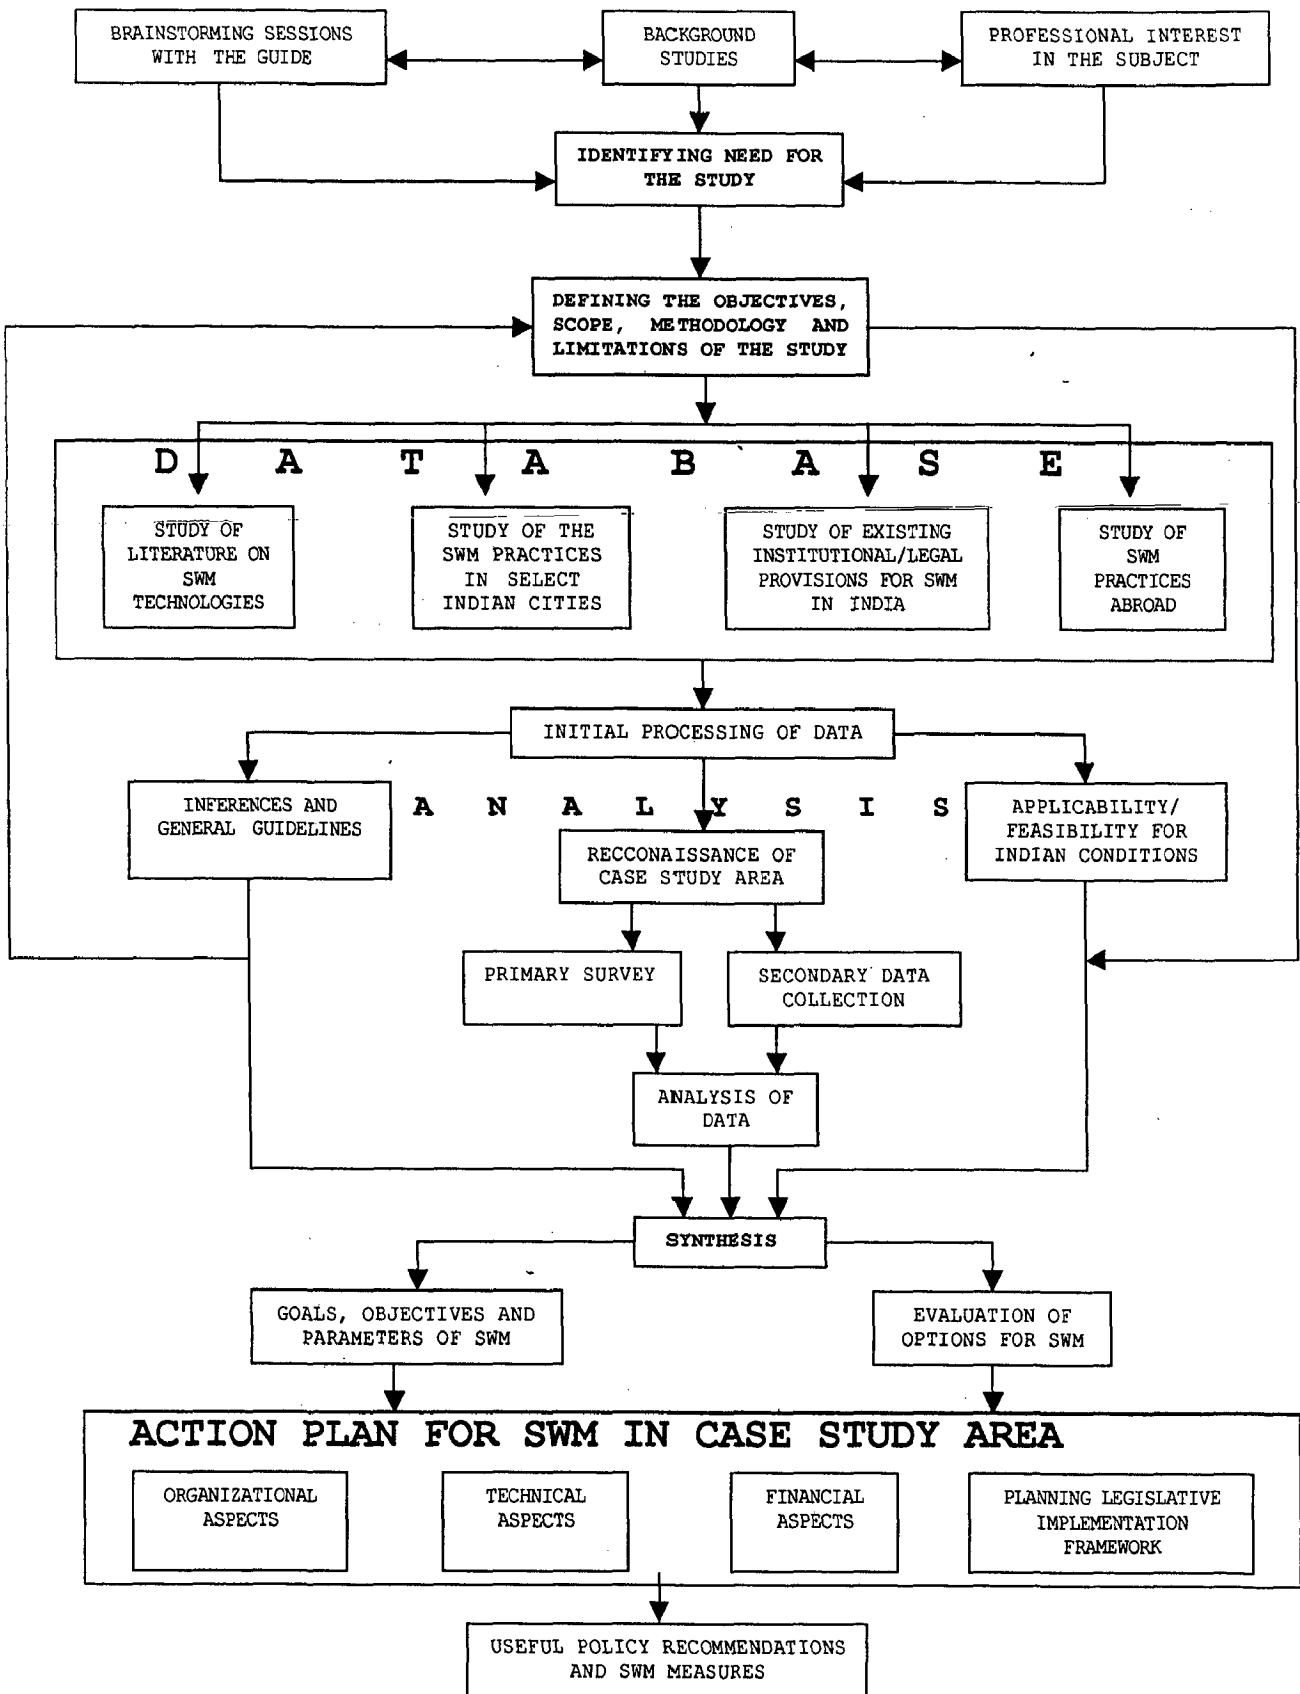 BRAINSTORMING SESSIONS
WITH THE GUIDE
BACKGROUND
STUDIES
PROFESSIONAL INTEREST
IN THE SUBJECT
IDENTIFYING NEED FOR
THE STUDY
DEFINING THE OBJECTIVES,
SCOPE, METHODOLOGY AND
LIMITATIONS OF THE STUDY
D A T A B A S E
STUDY OF
LITERATURE ON
SWM
TECHNOLOGIES
STUDY OF THE
SWM PRACTICES
IN SELECT
INDIAN CITIES
STUDY OF EXISTING
INSTITUTIONAL/LEGAL
PROVISIONS FOR SWM
IN INDIA
STUDY OF
SWM
PRACTICES
ABROAD
INITIAL PROCESSING OF DATA
INFERENCES AND
GENERAL GUIDELINES
A N A L Y S I S
APPLICABILITY/
FEASIBILITY FOR
INDIAN CONDITIONS
RECCONAISSANCE OF
CASE STUDY AREA
PRIMARY SURVEY
SECONDARY DATA
COLLECTION
ANALYSIS OF
DATA
SYNTHESIS
GOALS, OBJECTIVES AND
PARAMETERS OF SWM
EVALUATION OF
OPTIONS FOR SWM
ACTION PLAN FOR SWM IN CASE STUDY AREA
ORGANIZATIONAL
ASPECTS
TECHNICAL
ASPECTS
FINANCIAL
ASPECTS
PLANNING LEGISLATIVE
IMPLEMENTATION
FRAMEWORK
USEFUL POLICY RECOMMENDATIONS
AND SWM MEASURES